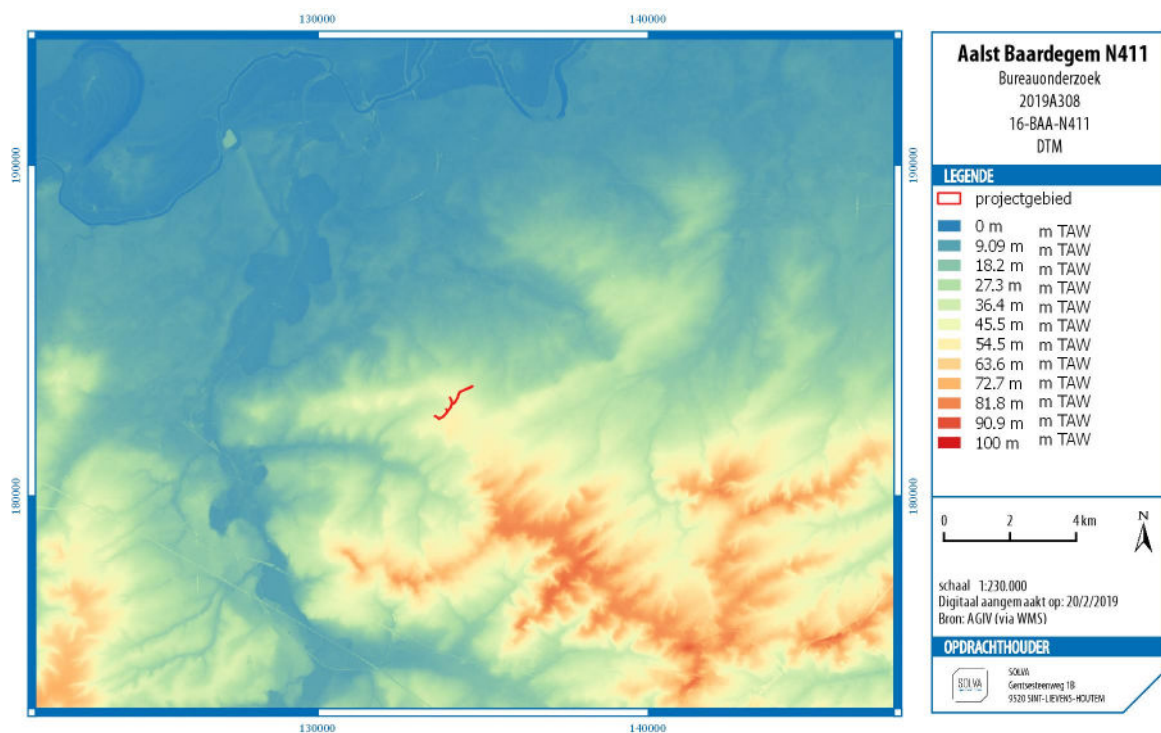 130000 140000
190000 190000
180000 180000
130000 140000
Aalst Baardegem N411
Bureauonderzoek
2019A308
16-BAA-N411
DTM
LEGENDE
projectgebied
0 m m TAW
9.09 m m TAW
18.2 m m TAW
27.3 m m TAW
36.4 m m TAW
45.5 m m TAW
54.5 m m TAW
63.6 m m TAW
72.7 m m TAW
81.8 m m TAW
90.9 m m TAW
100 m m TAW
0 2 4 km
N
schaal 1:230.000
Digitaal aangemaakt op: 20/2/2019
Bron: AGIV (via WMS)
OPDRACHTHOUDER
SOLVA
SOLVA
Gentsesteenweg 1B
9520 SINT-LIEVENS-HOUTEM